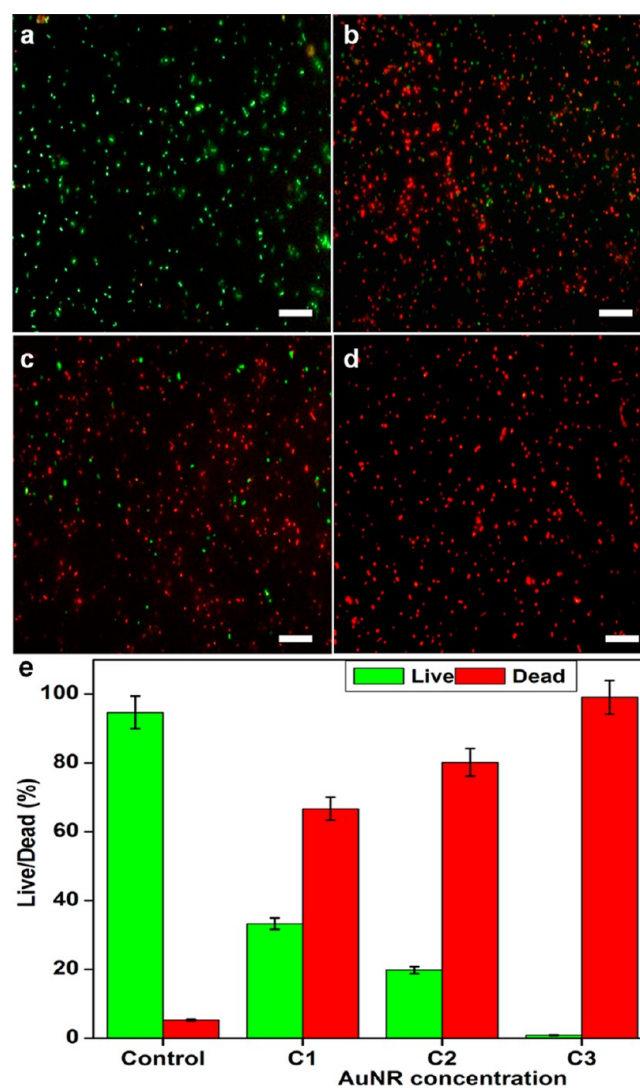 a
b
c
d
e
Live Dead
100
80
60
40
20
0
Live/Dead (%)
Control C1 C2 C3
AuNR concentration